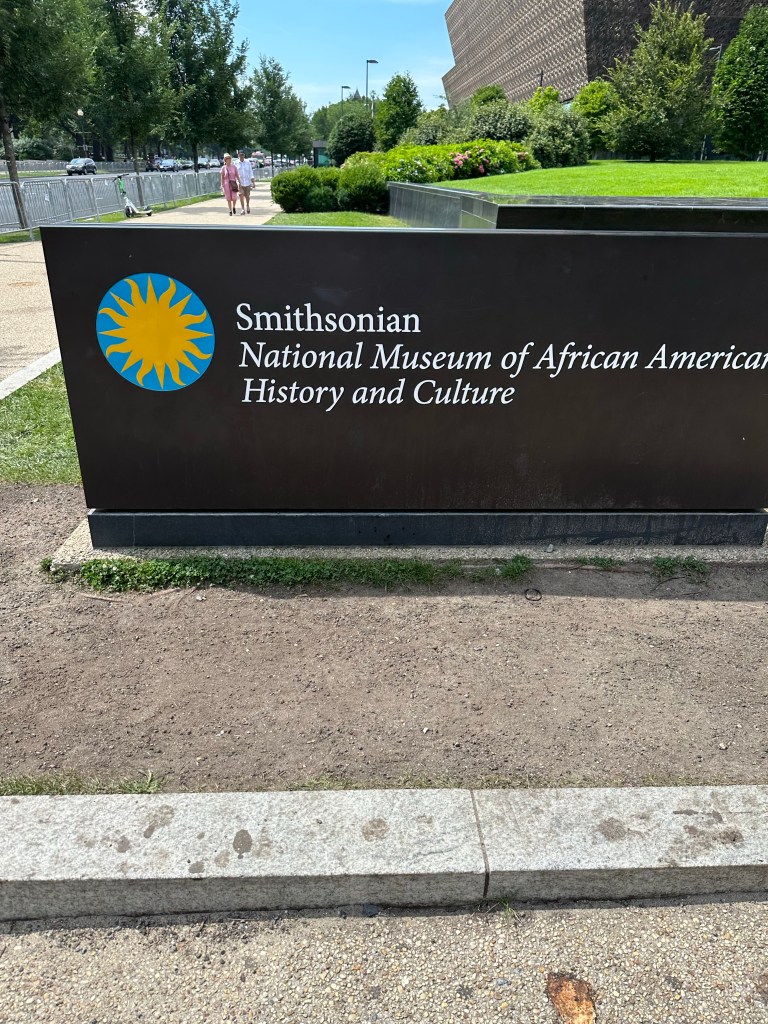 Smithsonian
National Museum of African American
History and Culture